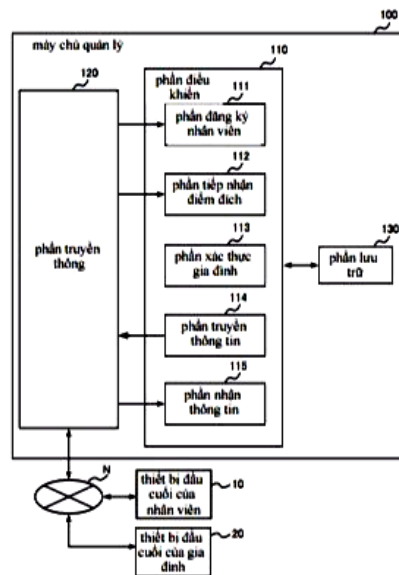 100
máy chủ quản lý
120
110
phần điều
khiển
111
phần đăng ký
nhân viên
112
phần tiếp nhận
điểm đích
113
phần xác thực
gia đình
114
phần truyền
thông tin
115
phần nhận
thông tin
phần truyền
thông
130
phần lưu
trữ
N
10
thiết bị đầu
cuối của
nhân viên
20
thiết bị đầu
cuối của gia
đình